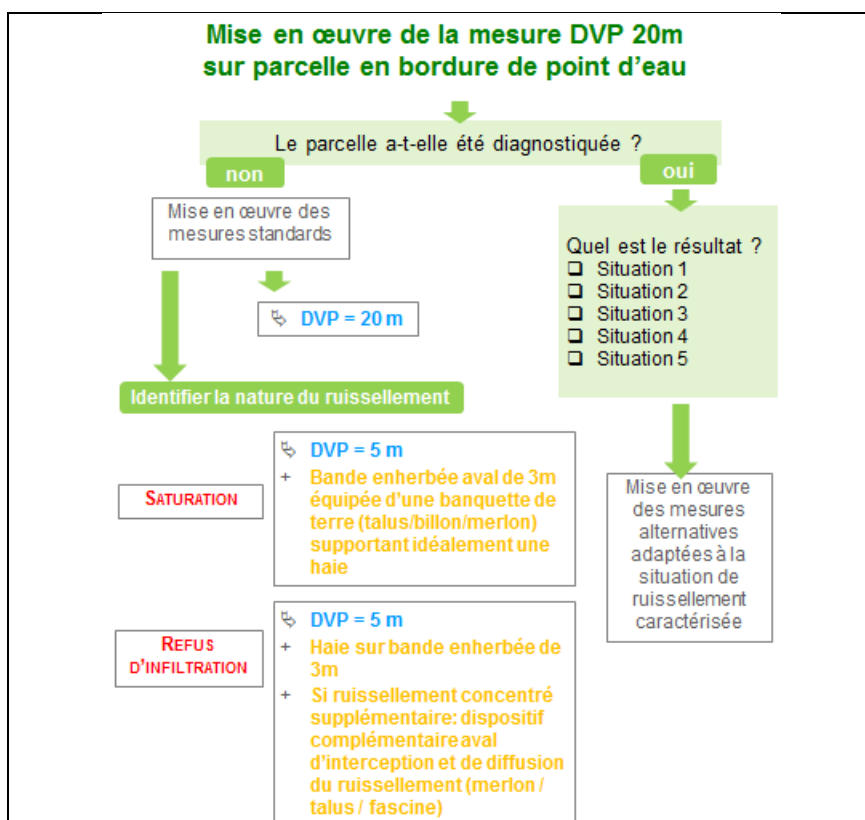 Mise en œuvre de la mesure DVP 20m
sur parcelle en bordure de point d'eau
Le parcelle a-t-elle été diagnostiquée ?
non
oui
Mise en œuvre des
mesures standards
DVP = 20 m
Quel est le résultat ?
Situation 1
Situation 2
Situation 3
Situation 4
Situation 5
Identifier la nature du ruissellement
SATURATION
DVP = 5 m
+ Bande enherbée aval de 3m
équipée d'une banquette de
terre (talus/billon/merlon)
supportant idéalement une
haie
Mise en œuvre
des mesures
alternatives
adaptées à la
situation de
ruissellement
caractérisée
REFUS
D'INFILTRATION
DVP = 5 m
+ Haie sur bande enherbée de
3m
+ Si ruissellement concentré
supplémentaire: dispositif
complémentaire aval
d'interception et de diffusion
du ruissellement (merlon /
talus / fascine)